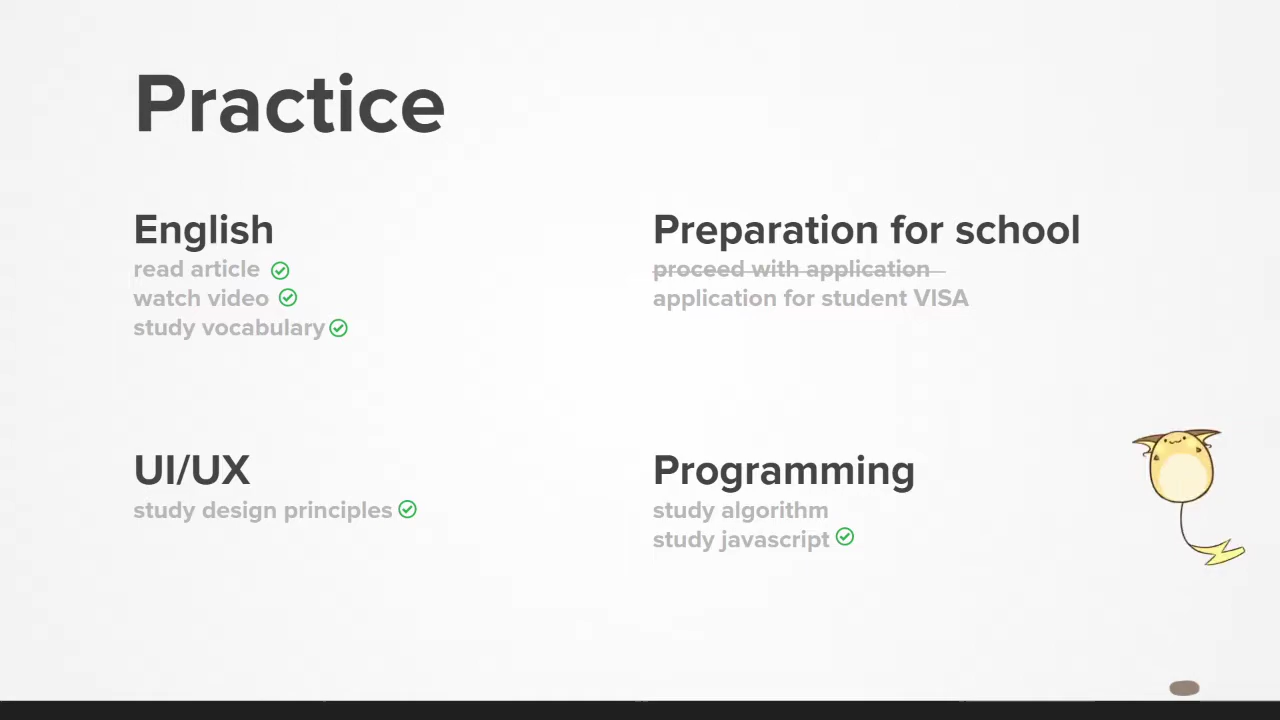 Practice
English
read article
watch video
study vocabulary
Preparation for school
proceed with application
application for student VISA
UI/UX
study design principles
Programming
study algorithm
study javascript